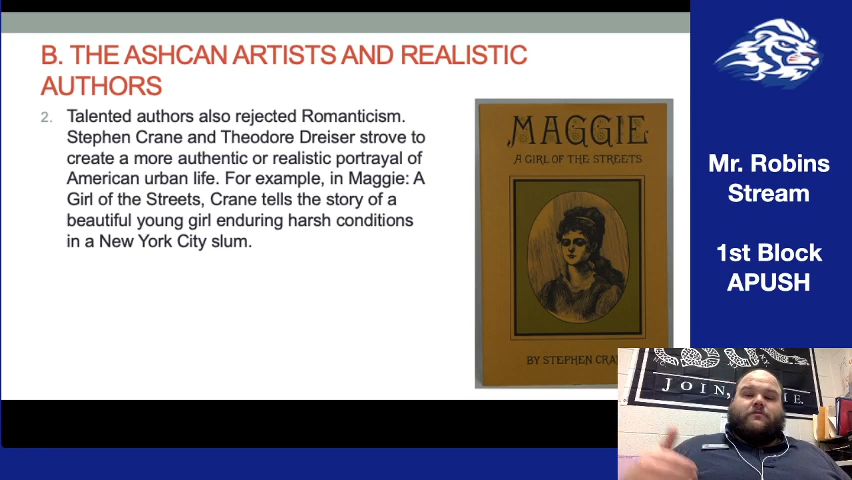 B. THE ASHCAN ARTISTS AND REALISTIC
AUTHORS
2. Talented authors also rejected Romanticism.
Stephen Crane and Theodore Dreiser strove to
create a more authentic or realistic portrayal of
American urban life. For example, in Maggie: A
Girl of the Streets, Crane tells the story of a
beautiful young girl enduring harsh conditions
in a New York City slum.
MAGGIE
A GIRL OF THE STREETS
BY STEPHEN
Mr. Robins
Stream
1st Block
APUSH
JOIN,